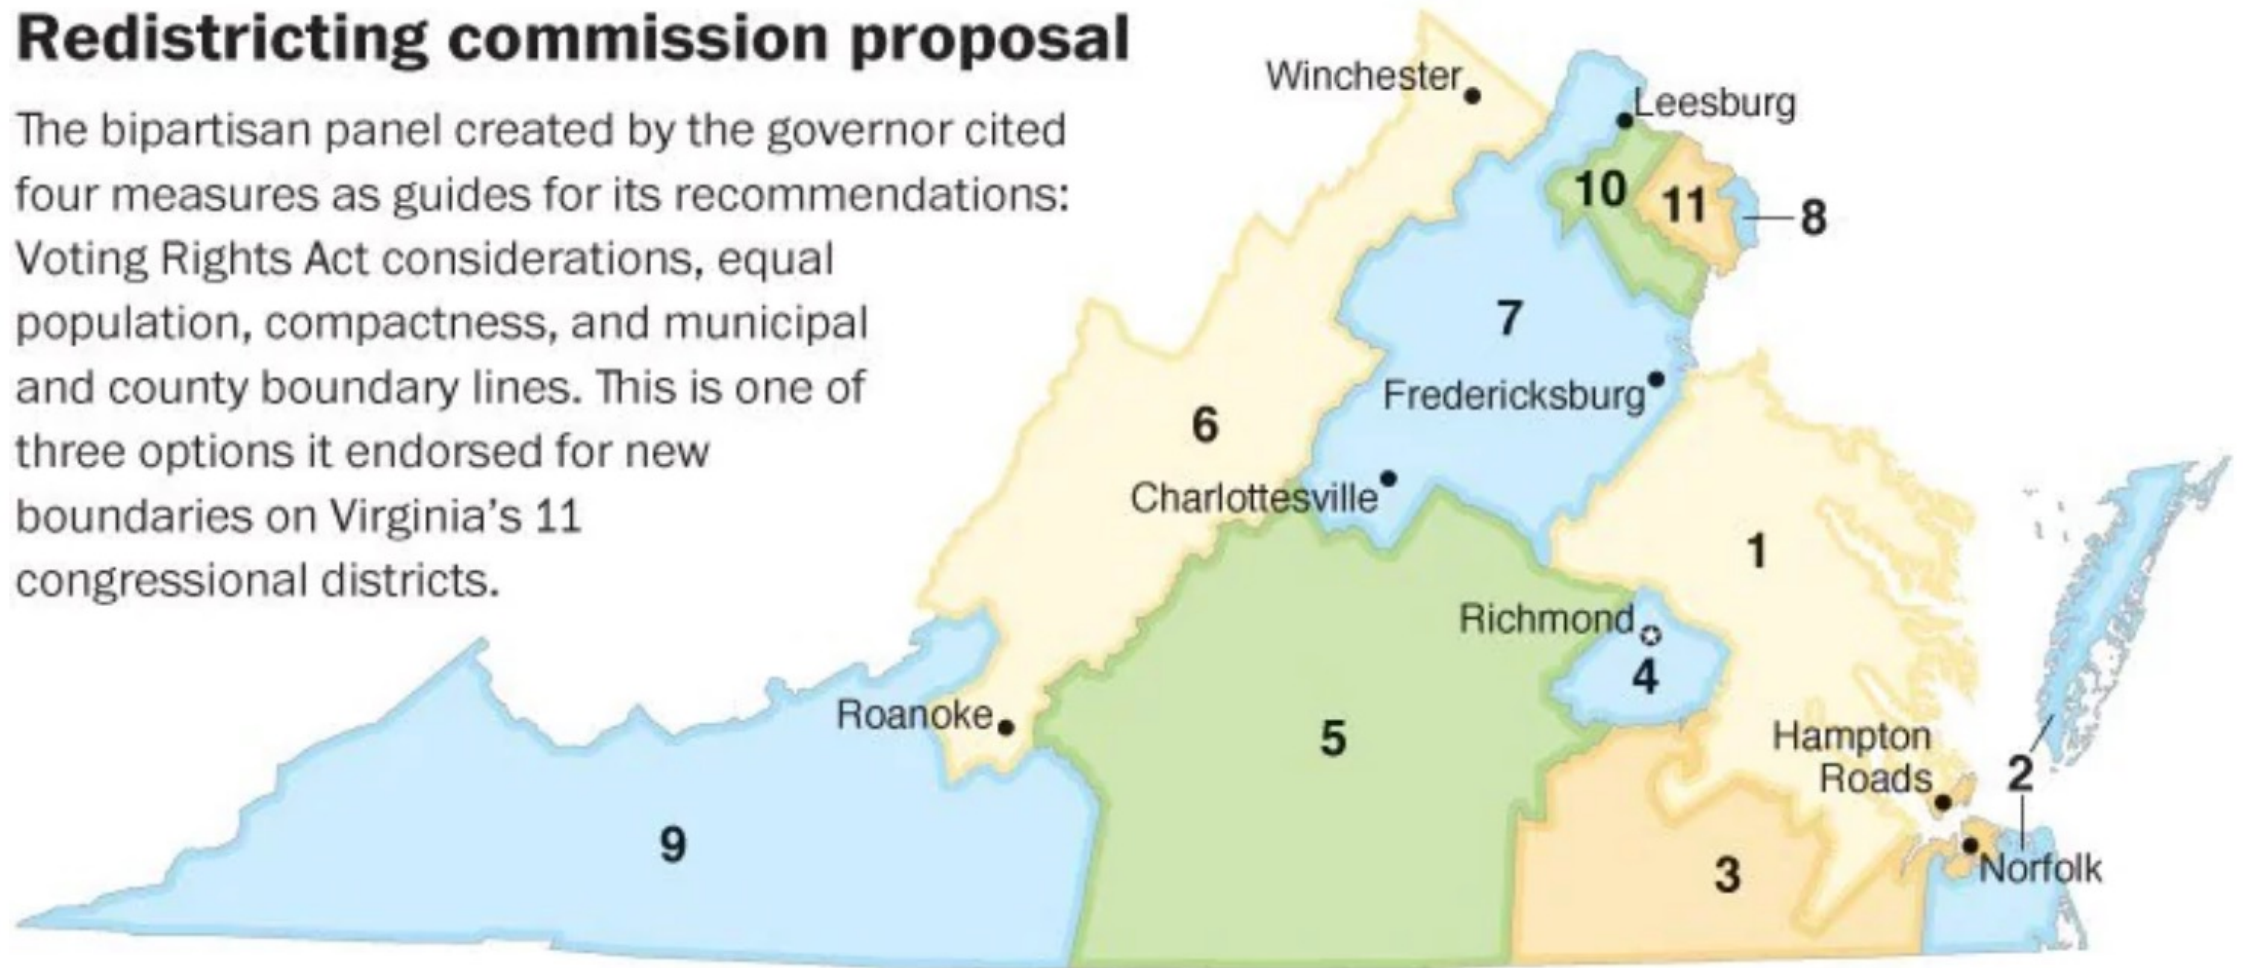 Redistricting commission proposal
The bipartisan panel created by the governor cited
four measures as guides for its recommendations:
Voting Rights Act considerations, equal
population, compactness, and municipal
and county boundary lines. This is one of
three options it endorsed for new
boundaries on Virginia's 11
congressional districts.
Winchester
Leesburg
10
11
8
7
Fredericksburg
6
Charlottesville
1
Richmond
4
Roanoke
5
Hampton
Roads
2
9
3
Norfolk